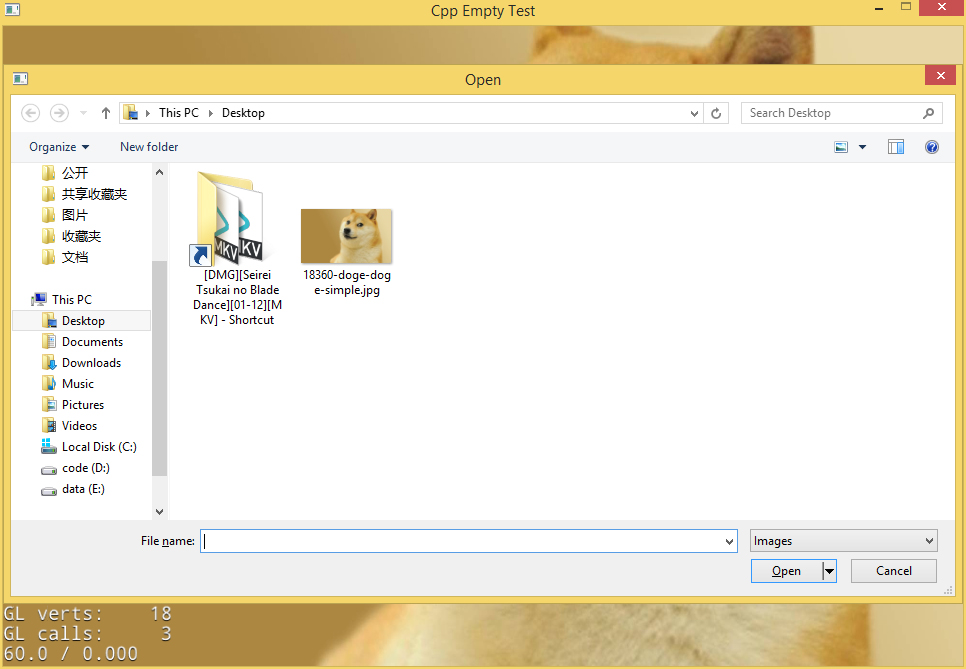 Cpp Empty Test
Open
This PC Desktop
Search Desktop
Organize
New folder
公开
共享收藏夹
图片
收藏夹
文档
This PC
Desktop
Documents
Downloads
Music
Pictures
Videos
Local Disk (C:)
code (D:)
data (E:)
MKV
KV
[DMG][Seirei
Tsukai no Blade
Dance][01-12][M
KV] - Shortcut
18360-doge-dog
e-simple.jpg
File name:
Images
Open
Cancel
GL verts: 18
GL calls: 3
60.0 / 0.000